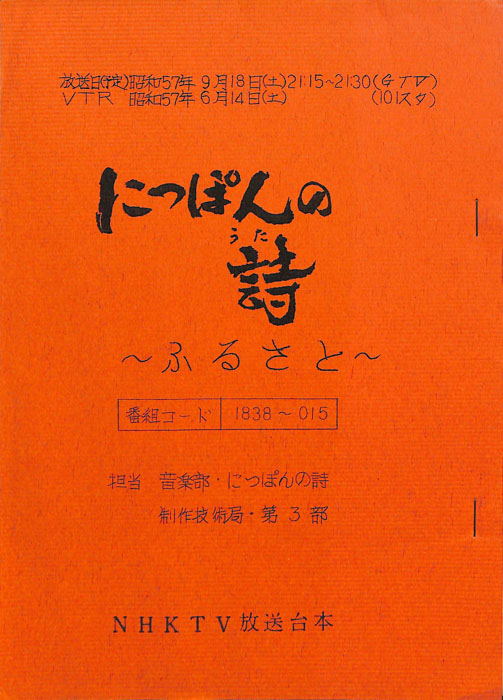 放送日(予定)昭和57年 9月18日(土)21:15~2130(GTV)
VTR 昭和57年 6月14日(土) (101スタ)
にっぽんの
うた
詩
~ふるさと~
番組コード 1838~015
担当 音楽部・にっぽんの詩
制作技術局・第3部
NHKTV放送台本